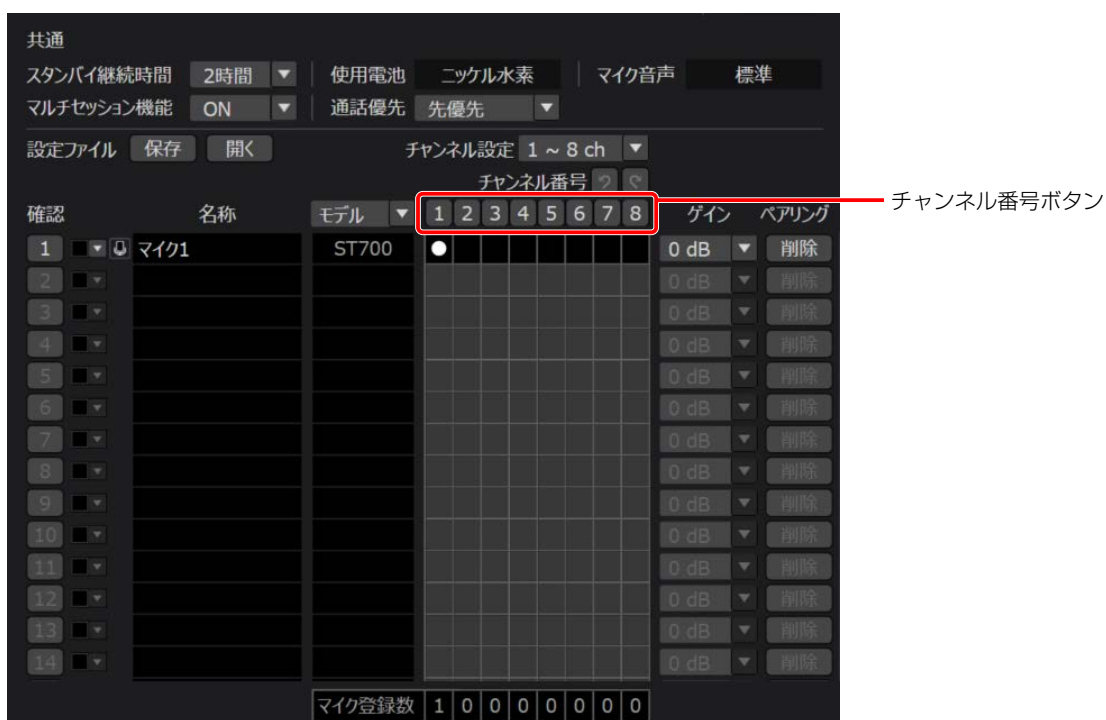 共通
スタンバイ継続時間 2時間 ▼ 使用電池 ニッケル水素 マイク音声 標準
マルチセッション機能 ON ▼ 通話優先 先優先 ▼
設定ファイル 保存 開く チャンネル設定 1 ~ 8 ch ▼
チャンネル番号
確認 名称 モデル ▼ 1 2 3 4 5 6 7 8 ゲイン ペアリング チャンネル番号ボタン
1 マイク1 ST700 0 dB ▼ 削除
2 0 dB ▼ 削除
3 0 dB ▼ 削除
4 0 dB ▼ 削除
5 0 dB ▼ 削除
6 0 dB ▼ 削除
7 0 dB ▼ 削除
8 0 dB ▼ 削除
9 0 dB ▼ 削除
10 0 dB ▼ 削除
11 0 dB ▼ 削除
12 0 dB ▼ 削除
13 0 dB ▼ 削除
14 0 dB ▼ 削除
マイク登録数 1 0 0 0 0 0 0 0